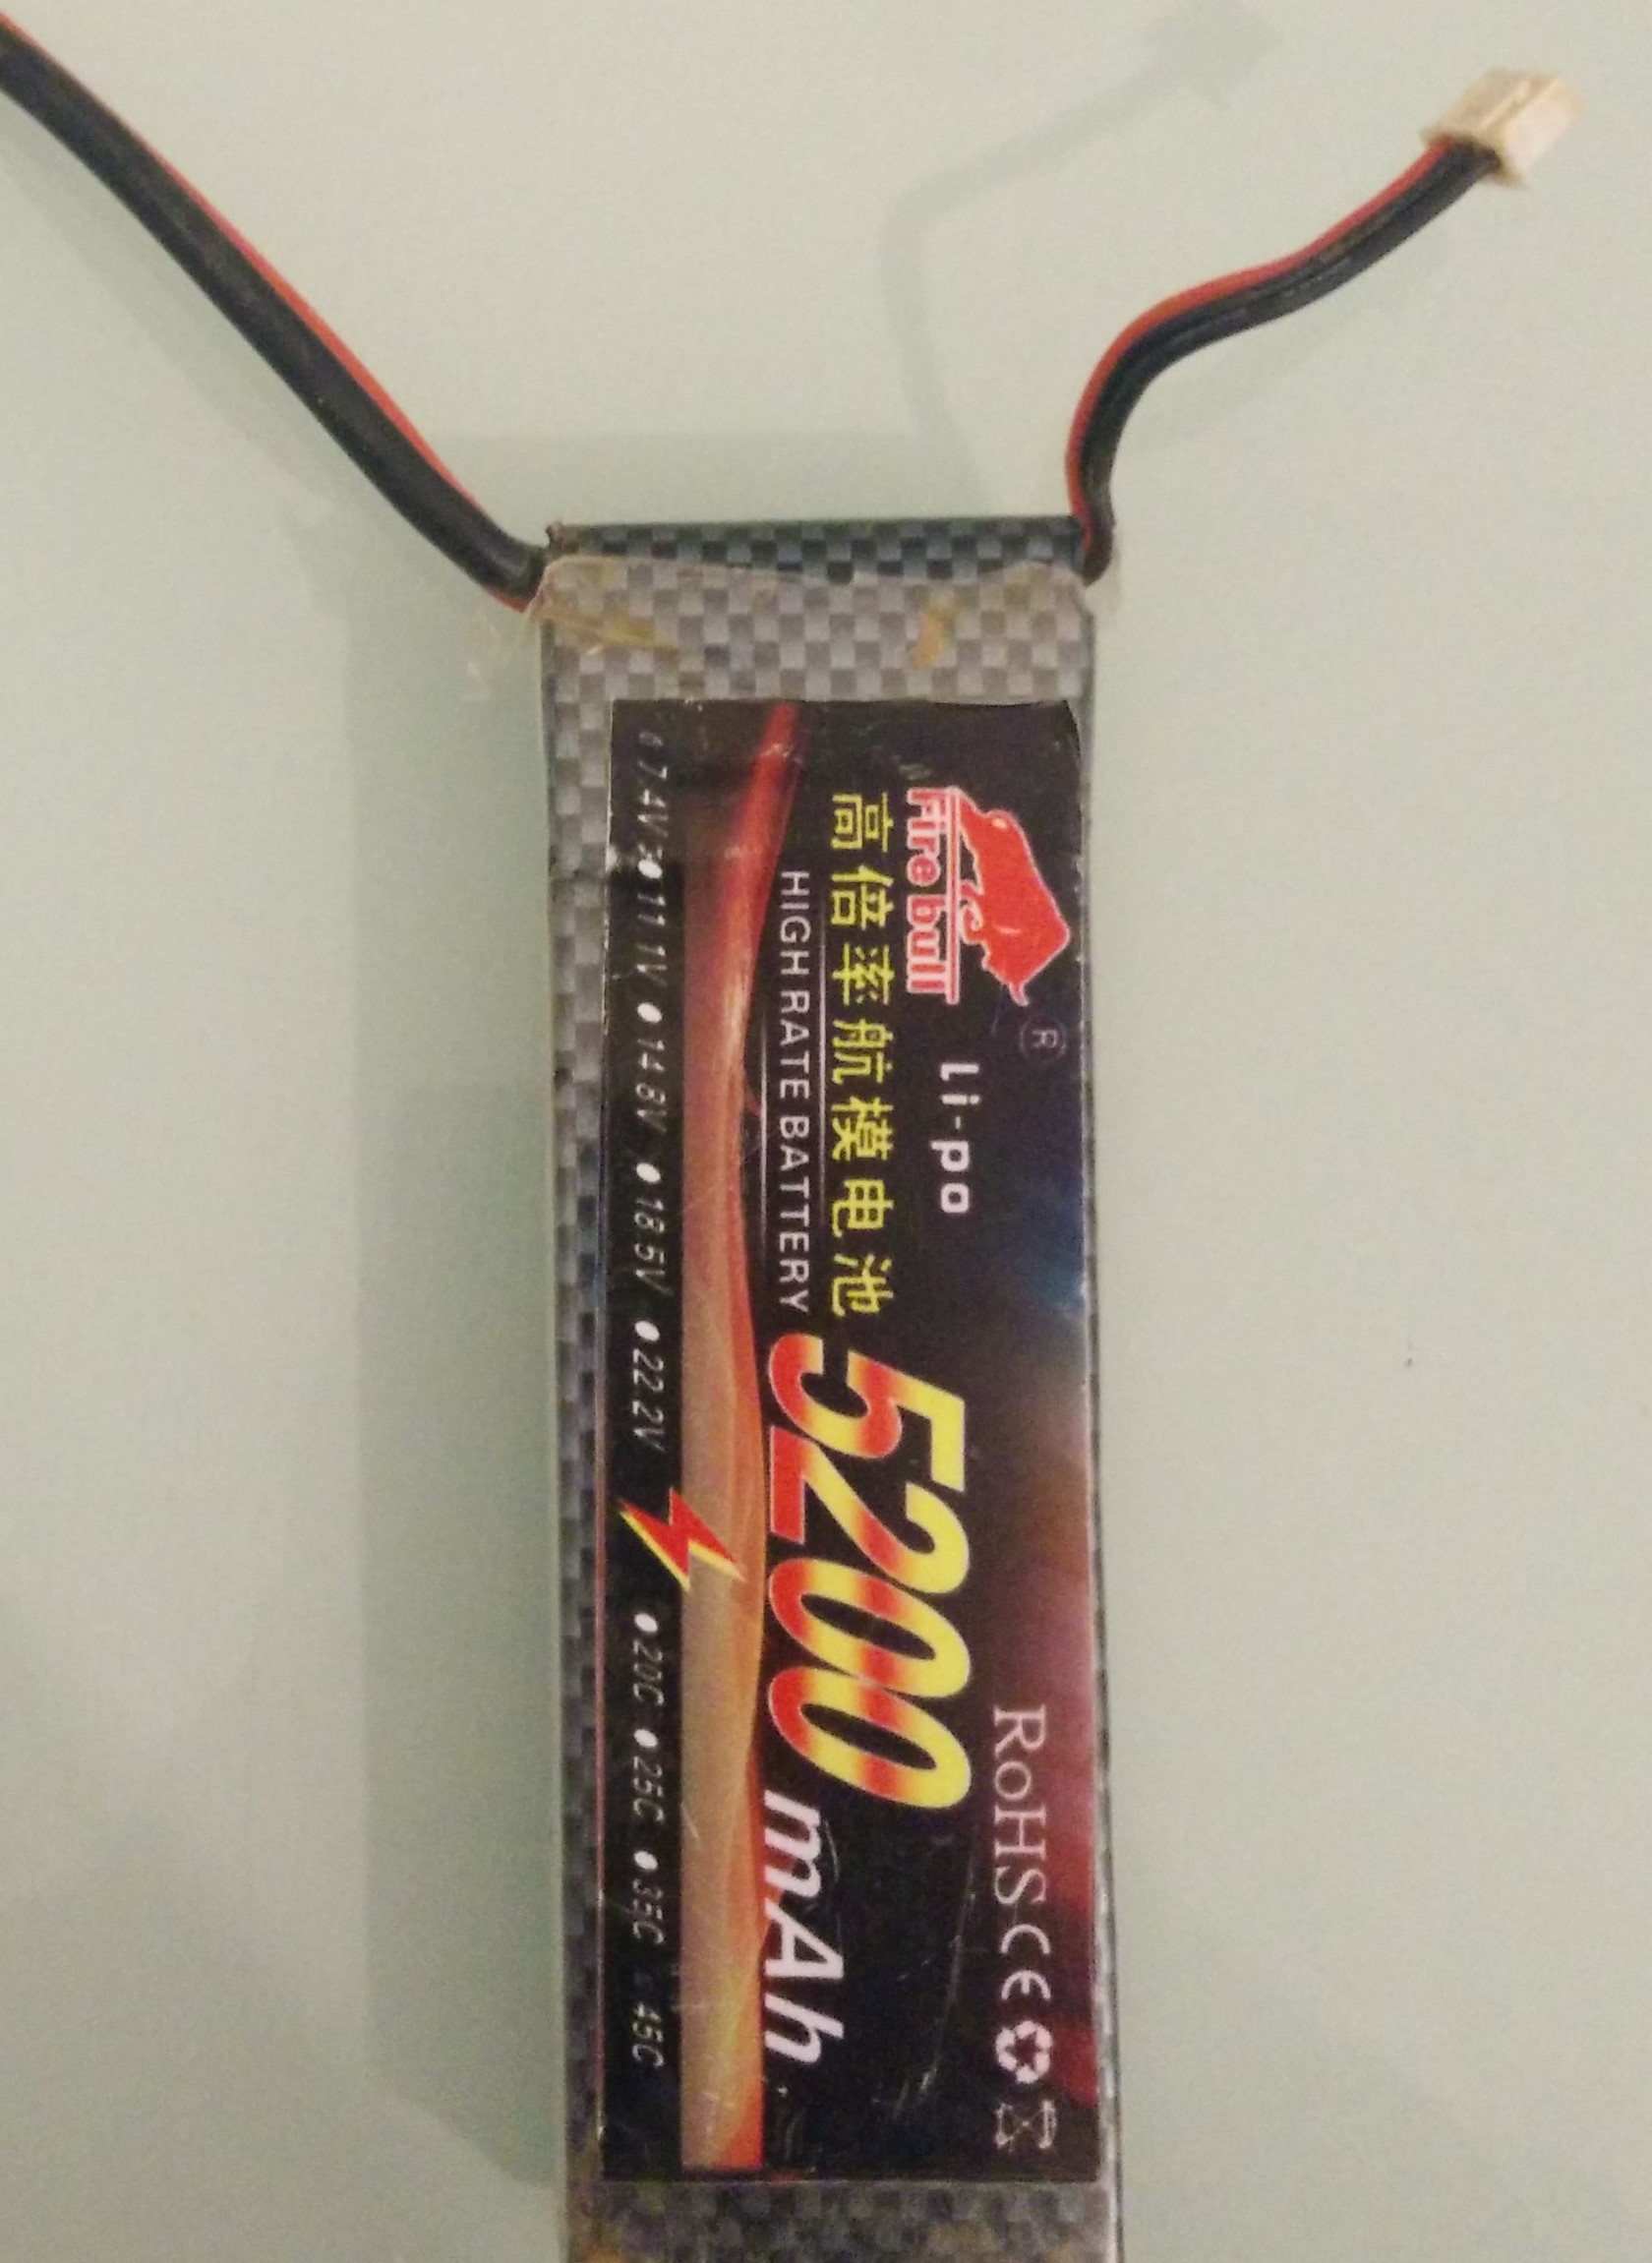 Fire bull
®
Li-po
RoHS CE
高倍率航模电池
HIGH RATE BATTERY
5200 mAh
7.4V ●11.1V ●14.8V ●18.5V ●22.2V ●20C ●25C ●35C 45C